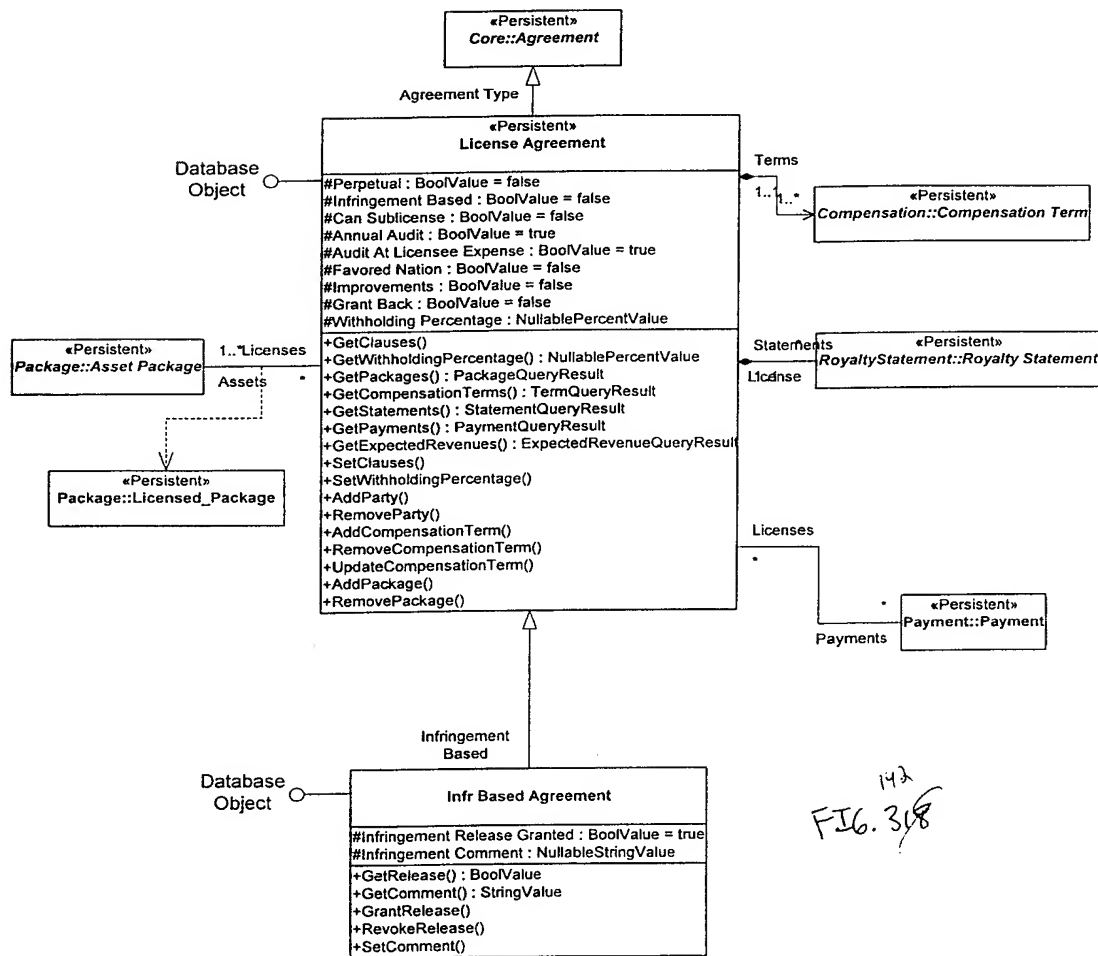 «Persistent»
Core::Agreement
Agreement Type
«Persistent»
License Agreement
Database
Object
#Perpetual : BoolValue = false
#Infringement Based : BoolValue = false
#Can Sublicense : BoolValue = false
#Annual Audit : BoolValue = true
#Audit At Licensee Expense : BoolValue = true
#Favored Nation : BoolValue = false
#Improvements : BoolValue = false
#Grant Back : BoolValue = false
#Withholding Percentage : NullablePercentValue
+GetClauses()
+GetWithholdingPercentage() : NullablePercentValue
+GetPackages() : PackageQueryResult
+GetCompensationTerms() : TermQueryResult
+GetStatements() : StatementQueryResult
+GetPayments() : PaymentQueryResult
+GetExpectedRevenues() : ExpectedRevenueQueryResult
+SetClauses()
+SetWithholdingPercentage()
+AddParty()
+RemoveParty()
+AddCompensationTerm()
+RemoveCompensationTerm()
+UpdateCompensationTerm()
+AddPackage()
+RemovePackage()
Terms
1..1 1..*
«Persistent»
Compensation::Compensation Term
Statements
License
«Persistent»
RoyaltyStatement::Royalty Statement
«Persistent»
Package::Asset Package
1..* Licenses
Assets *
«Persistent»
Package::Licensed_Package
Licenses
*
*
Payments
«Persistent»
Payment::Payment
Infringement
Based
Database
Object
Infr Based Agreement
#Infringement Release Granted : BoolValue = true
#Infringement Comment : NullableStringValue
+GetRelease() : BoolValue
+GetComment() : StringValue
+GrantRelease()
+RevokeRelease()
+SetComment()
142
FIG. 318